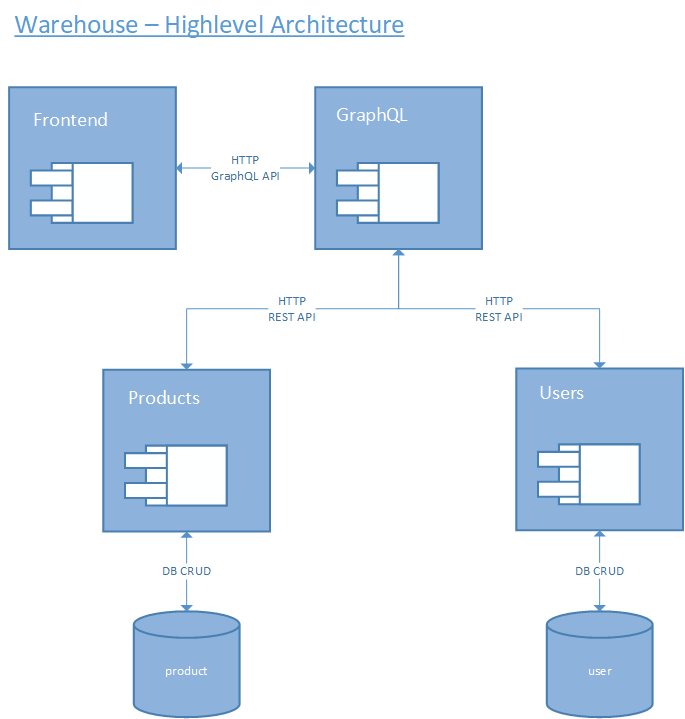 Warehouse – Highlevel Architecture
Frontend
GraphQL
HTTP
GraphQL API
HTTP
REST API
HTTP
REST API
Products
Users
DB CRUD
DB CRUD
product
user